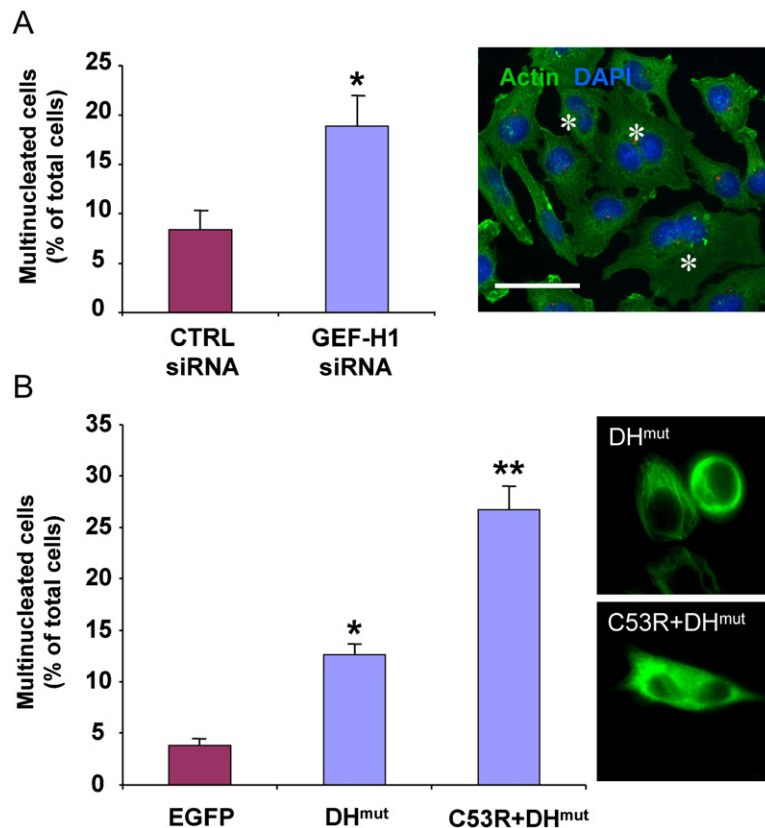 A
Multinucleated cells
(% of total cells)
25
20
15
10
5
0
*
CTRL
siRNA
GEF-H1
siRNA
Actin DAPI
*
*
*
B
Multinucleated cells
(% of total cells)
35
30
25
20
15
10
5
0
*
**
EGFP
DHmut
C53R+DHmut
DHmut
C53R+DHmut